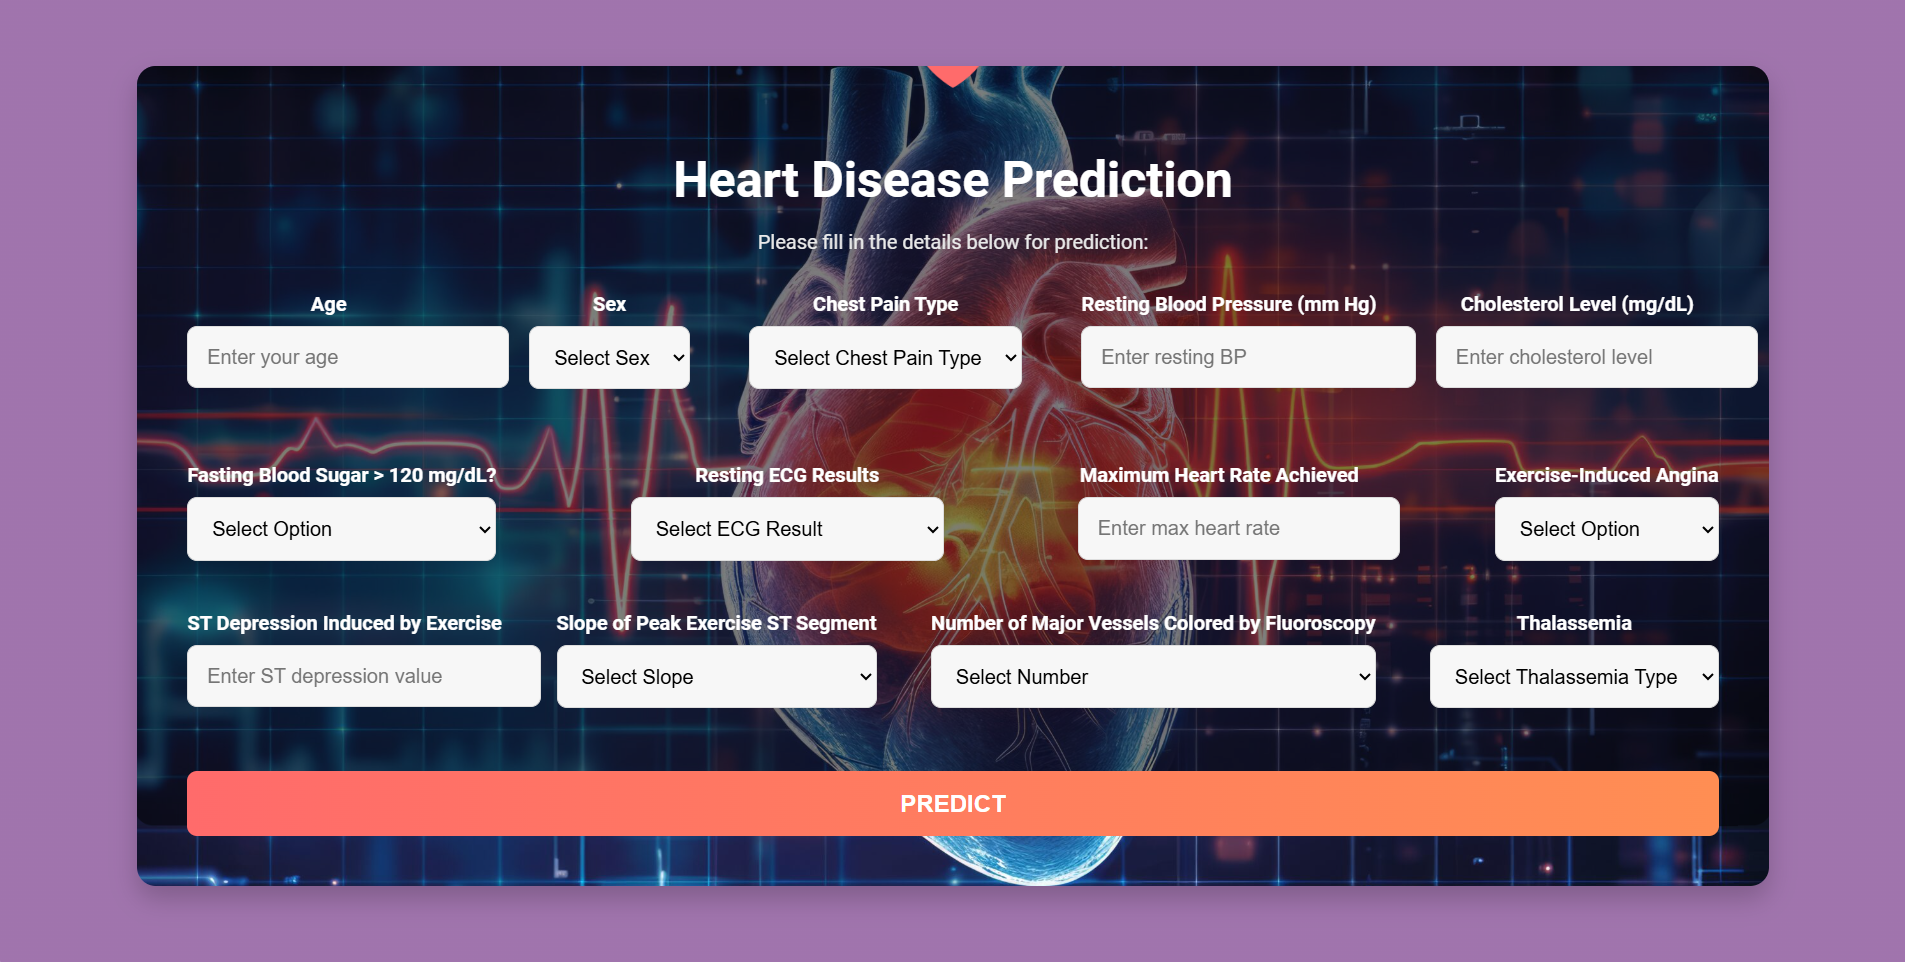 Heart Disease Prediction
Please fill in the details below for prediction:
Age Sex Chest Pain Type Resting Blood Pressure (mm Hg) Cholesterol Level (mg/dL)
Enter your age Select Sex Select Chest Pain Type Enter resting BP Enter cholesterol level
Fasting Blood Sugar > 120 mg/dL? Resting ECG Results Maximum Heart Rate Achieved Exercise-Induced Angina
Select Option Select ECG Result Enter max heart rate Select Option
ST Depression Induced by Exercise Slope of Peak Exercise ST Segment Number of Major Vessels Colored by Fluoroscopy Thalassemia
Enter ST depression value Select Slope Select Number Select Thalassemia Type
PREDICT